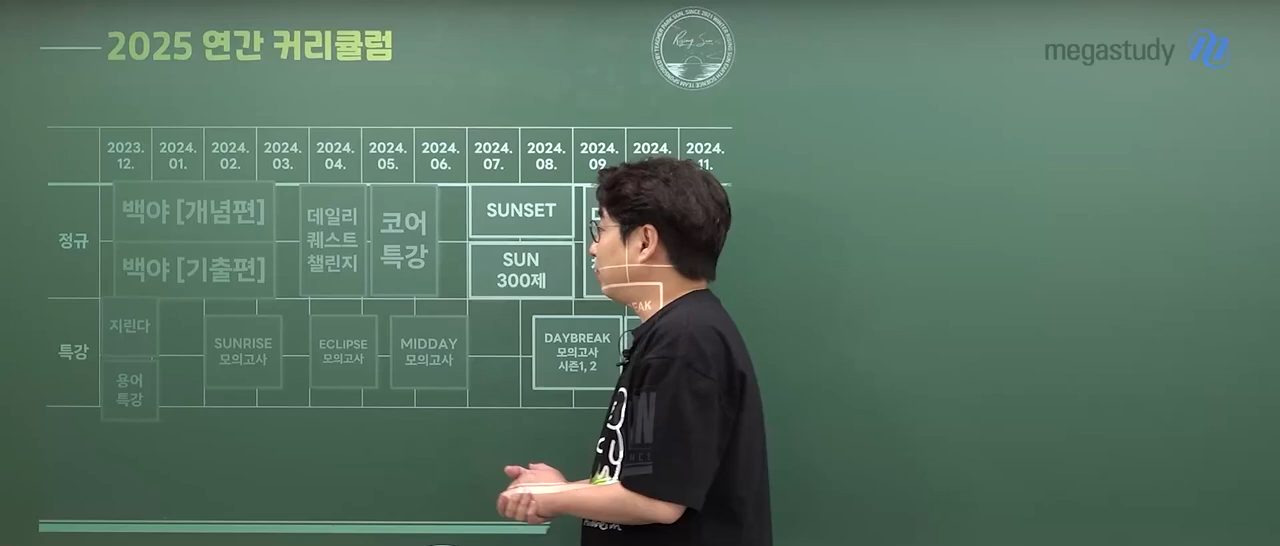 2025 연간 커리큘럼
Rising Sun
megastudy
2023. 12.
2024. 01.
2024. 02.
2024. 03.
2024. 04.
2024. 05.
2024. 06.
2024. 07.
2024. 08.
2024. 09
2024.
2024. 11.
정규
백야 [개념편]
백야 [기출편]
데일리
퀘스트
챌린지
코어
특강
SUNSET
SUN
300제
특강
지린다
용어
특강
SUNRISE
모의고사
ECLIPSE
모의고사
MIDDAY
모의고사
DAYBREAK
모의고사
시즌1, 2
EAK